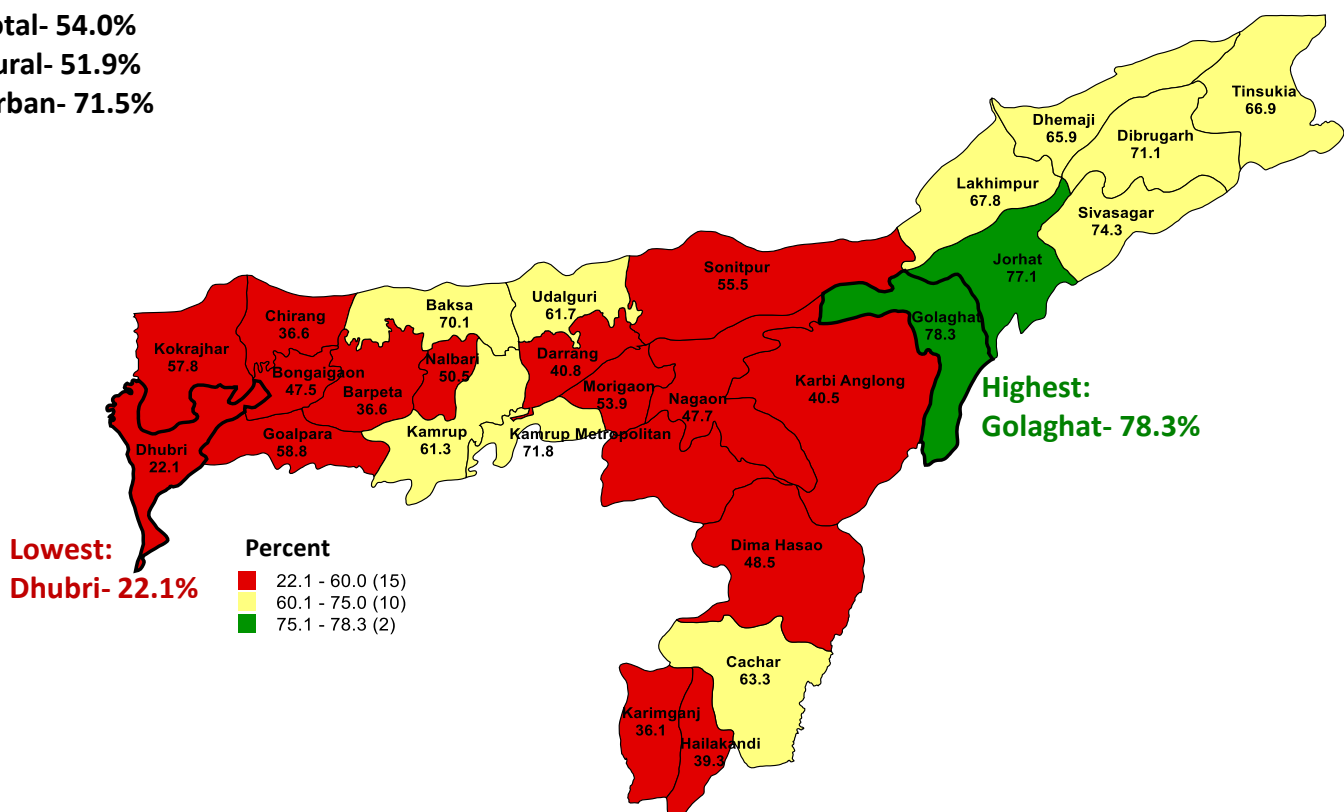 otal- 54.0%
ural- 51.9%
rban- 71.5%
Tinsukia
66.9
Dhemaji
65.9
Dibrugarh
71.1
Lakhimpur
67.8
Sivasagar
74.3
Jorhat
77.1
Sonitpur
55.5
Udalguri
61.7
Baksa
70.1
Chirang
36.6
Golaghat
78.3
Kokrajhar
57.8
Nalbari
50.5
Darrang
40.8
Bongaigaon
47.5
Barpeta
36.6
Morigaon
53.9
Nagaon
47.7
Karbi Anglong
40.5
Highest:
Golaghat- 78.3%
Goalpara
58.8
Kamrup
61.3
Kamrup Metropolitan
71.8
Dhubri
22.1
Lowest:
Dhubri- 22.1%
Percent
22.1 - 60.0 (15)
60.1 - 75.0 (10)
75.1 - 78.3 (2)
Dima Hasao
48.5
Cachar
63.3
Karimganj
36.1
Hailakandi
39.3